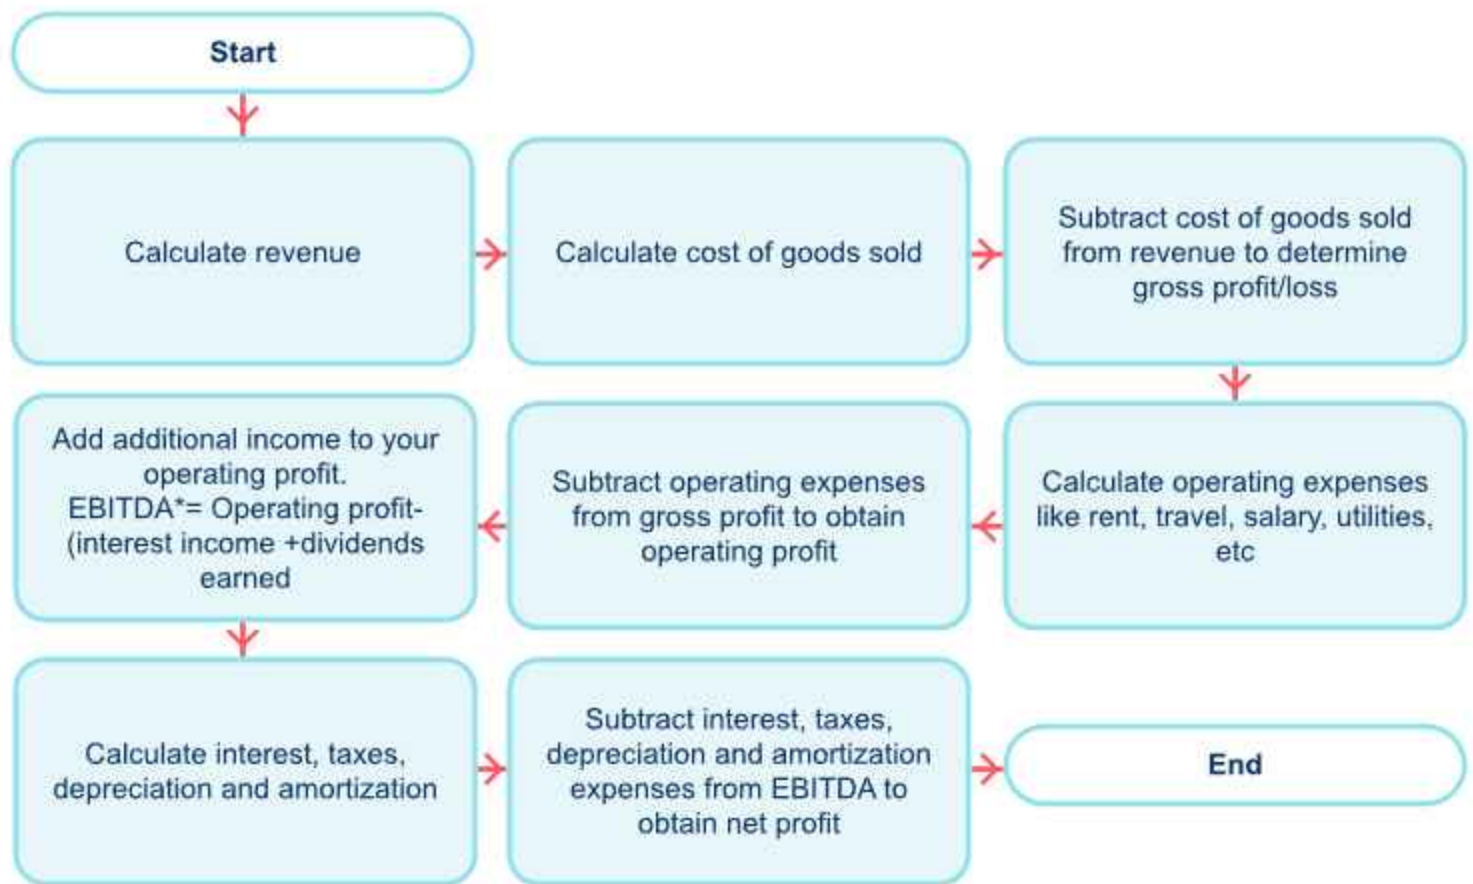 Start
Calculate revenue
Calculate cost of goods sold
Subtract cost of goods sold
from revenue to determine
gross profit/loss
Calculate operating expenses
like rent, travel, salary, utilities,
etc
Subtract operating expenses
from gross profit to obtain
operating profit
Add additional income to your
operating profit.
EBITDA*= Operating profit-
(interest income +dividends
earned
Calculate interest, taxes,
depreciation and amortization
Subtract interest, taxes,
depreciation and amortization
expenses from EBITDA to
obtain net profit
End